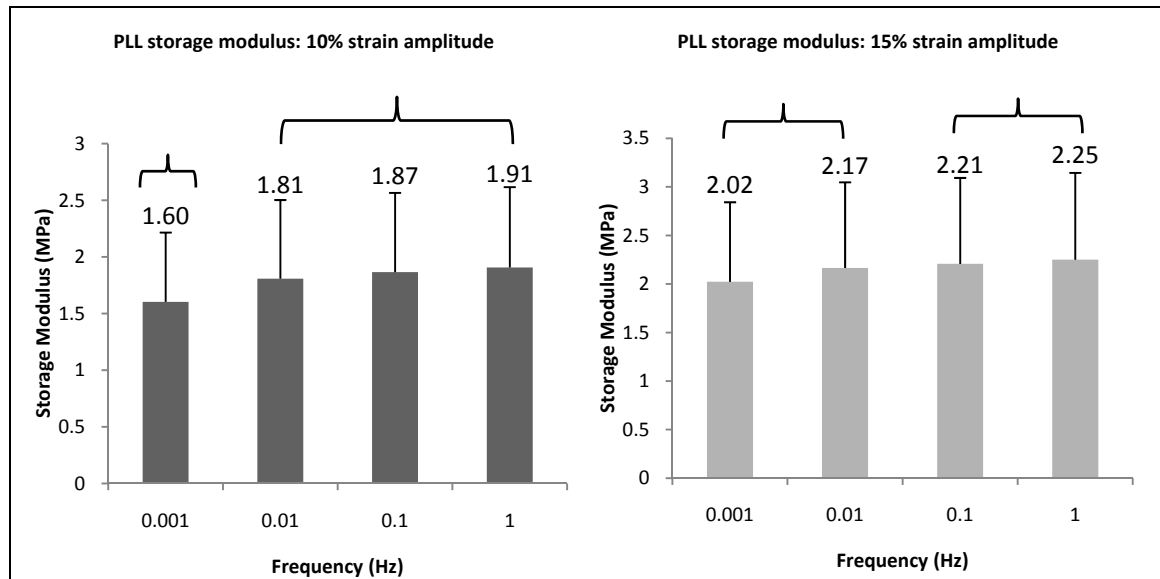 PLL storage modulus: 10% strain amplitude
Storage Modulus (MPa)
3
2.5
2
1.5
1
0.5
0
1.60
1.81
1.87
1.91
0.001 0.01 0.1 1
Frequency (Hz)
PLL storage modulus: 15% strain amplitude
Storage Modulus (MPa)
3.5
3
2.5
2
1.5
1
0.5
0
2.02
2.17
2.21
2.25
0.001 0.01 0.1 1
Frequency (Hz)